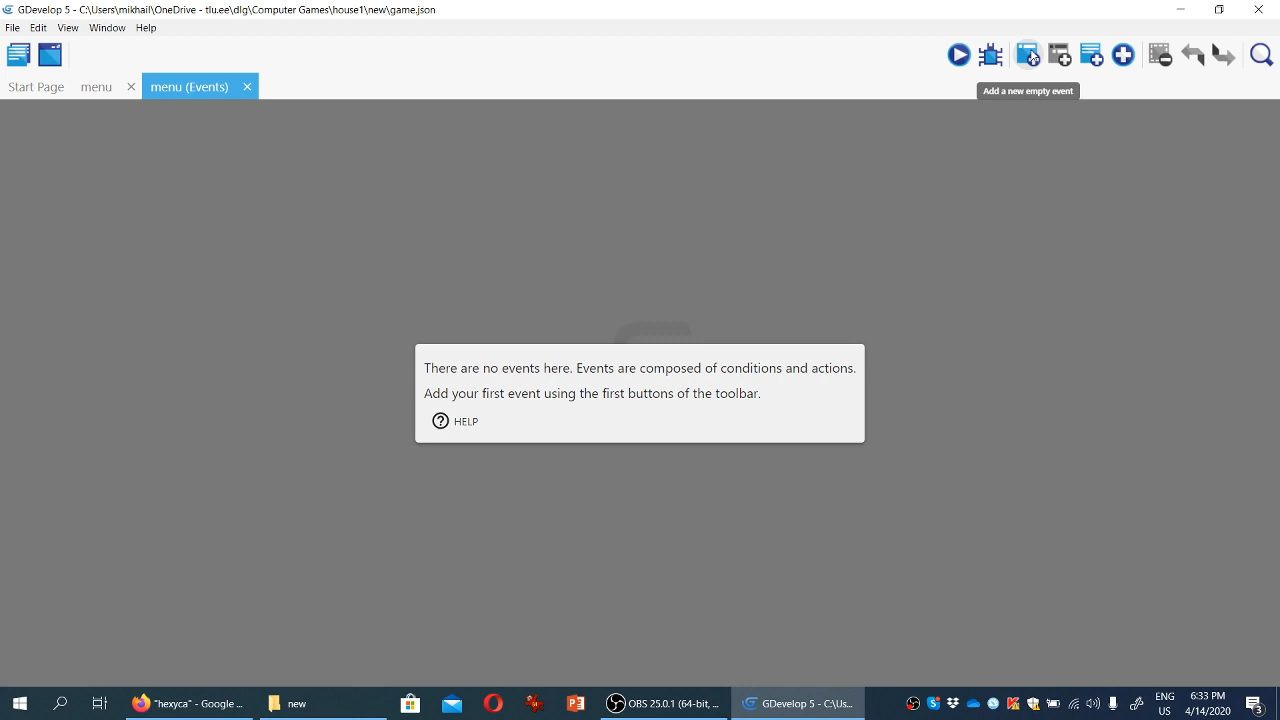 GDevelop 5 - C:\Users\mikhail\OneDrive - tlu.ee\dlg\Computer Games\house1\new\game.json
File Edit View Window Help
Start Page menu menu (Events)
Add a new empty event
There are no events here. Events are composed of conditions and actions.
Add your first event using the first buttons of the toolbar.
HELP
"hexyca" - Google ... new OBS 25.0.1 (64-bit, ... GDevelop 5 - C:\Us...
ENG 6:33 PM
US 4/14/2020
3